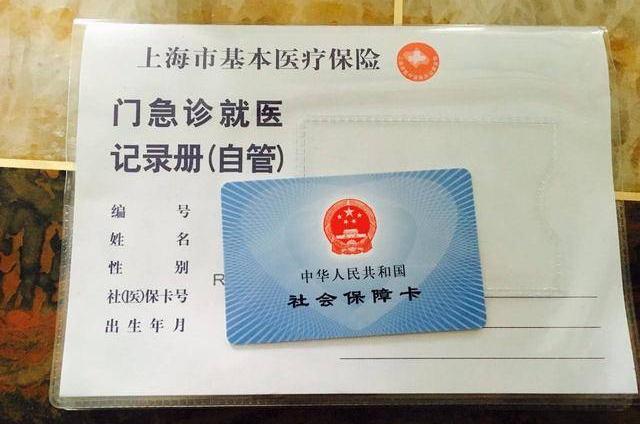 上海市基本医疗保险
门急诊就医
记录册(自管)
编 号
姓 名
性 别
R
社(医)保卡号
出生年月
中华人民共和国
社会保障卡